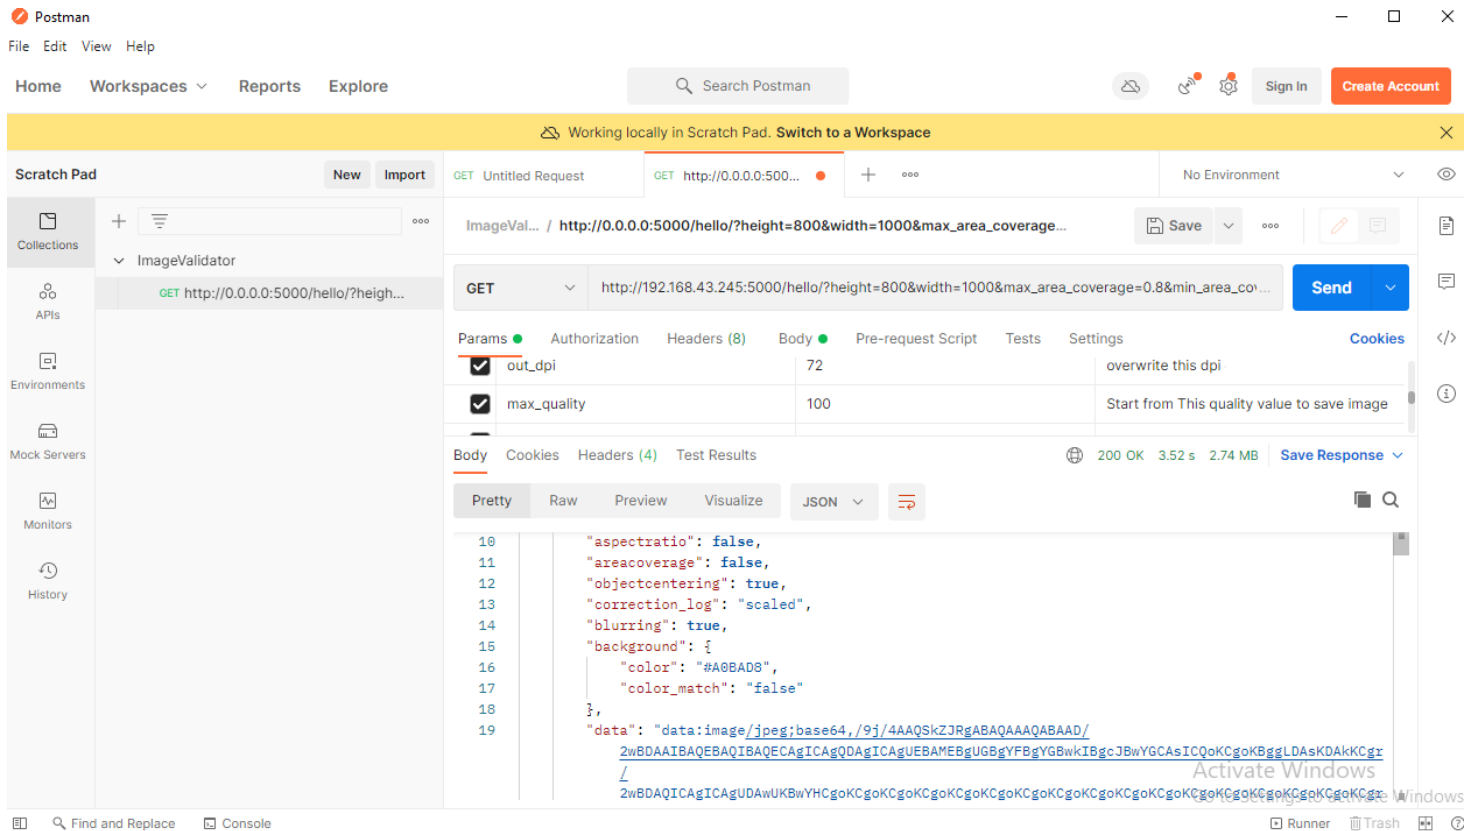 Postman
File Edit View Help
Home Workspaces Reports Explore Search Postman Sign In Create Account
Working locally in Scratch Pad. Switch to a Workspace
Scratch Pad New Import GET Untitled Request GET http://0.0.0.0:500... No Environment
Collections
ImageVal... / http://0.0.0.0:5000/hello/?height=800&width=1000&max_area_coverage... Save
ImageValidator
GET http://0.0.0.0:5000/hello/?heigh...
GET http://192.168.43.245:5000/hello/?height=800&width=1000&max_area_coverage=0.8&min_area_co... Send
APIs
Params Authorization Headers (8) Body Pre-request Script Tests Settings Cookies
out_dpi 72 overwrite this dpi
Environments
max_quality 100 Start from This quality value to save image
Mock Servers
Body Cookies Headers (4) Test Results 200 OK 3.52 s 2.74 MB Save Response
Pretty Raw Preview Visualize JSON
Monitors
10 "aspectratio": false,
11 "areacoverage": false,
12 "objectcentering": true,
History
13 "correction_log": "scaled",
14 "blurring": true,
15 "background": {
16 "color": "#A0BAD8",
17 "color_match": "false"
18 },
19 "data": "data:image/jpeg;base64,/9j/4AAQSkZJRgABAQAAAQABAAD/
2wBDAAIBAQEBAQIBAQECAgICAgQDAgICAgUEBAMEBgUGBgYFBgYGBwkIBgcJBwYGCAsICQoKCgoKBggLDAsKDAkKCgr
/
2wBDAQICAgICAgUDAwUKBwYHCgoKCgoKCgoKCgoKCgoKCgoKCgoKCgoKCgoKCgoKCgoKCgoKCgoKCgoKCgoKCgoKCgr
Activate Windows
Go to Settings to activate Windows
Find and Replace Console Runner Trash